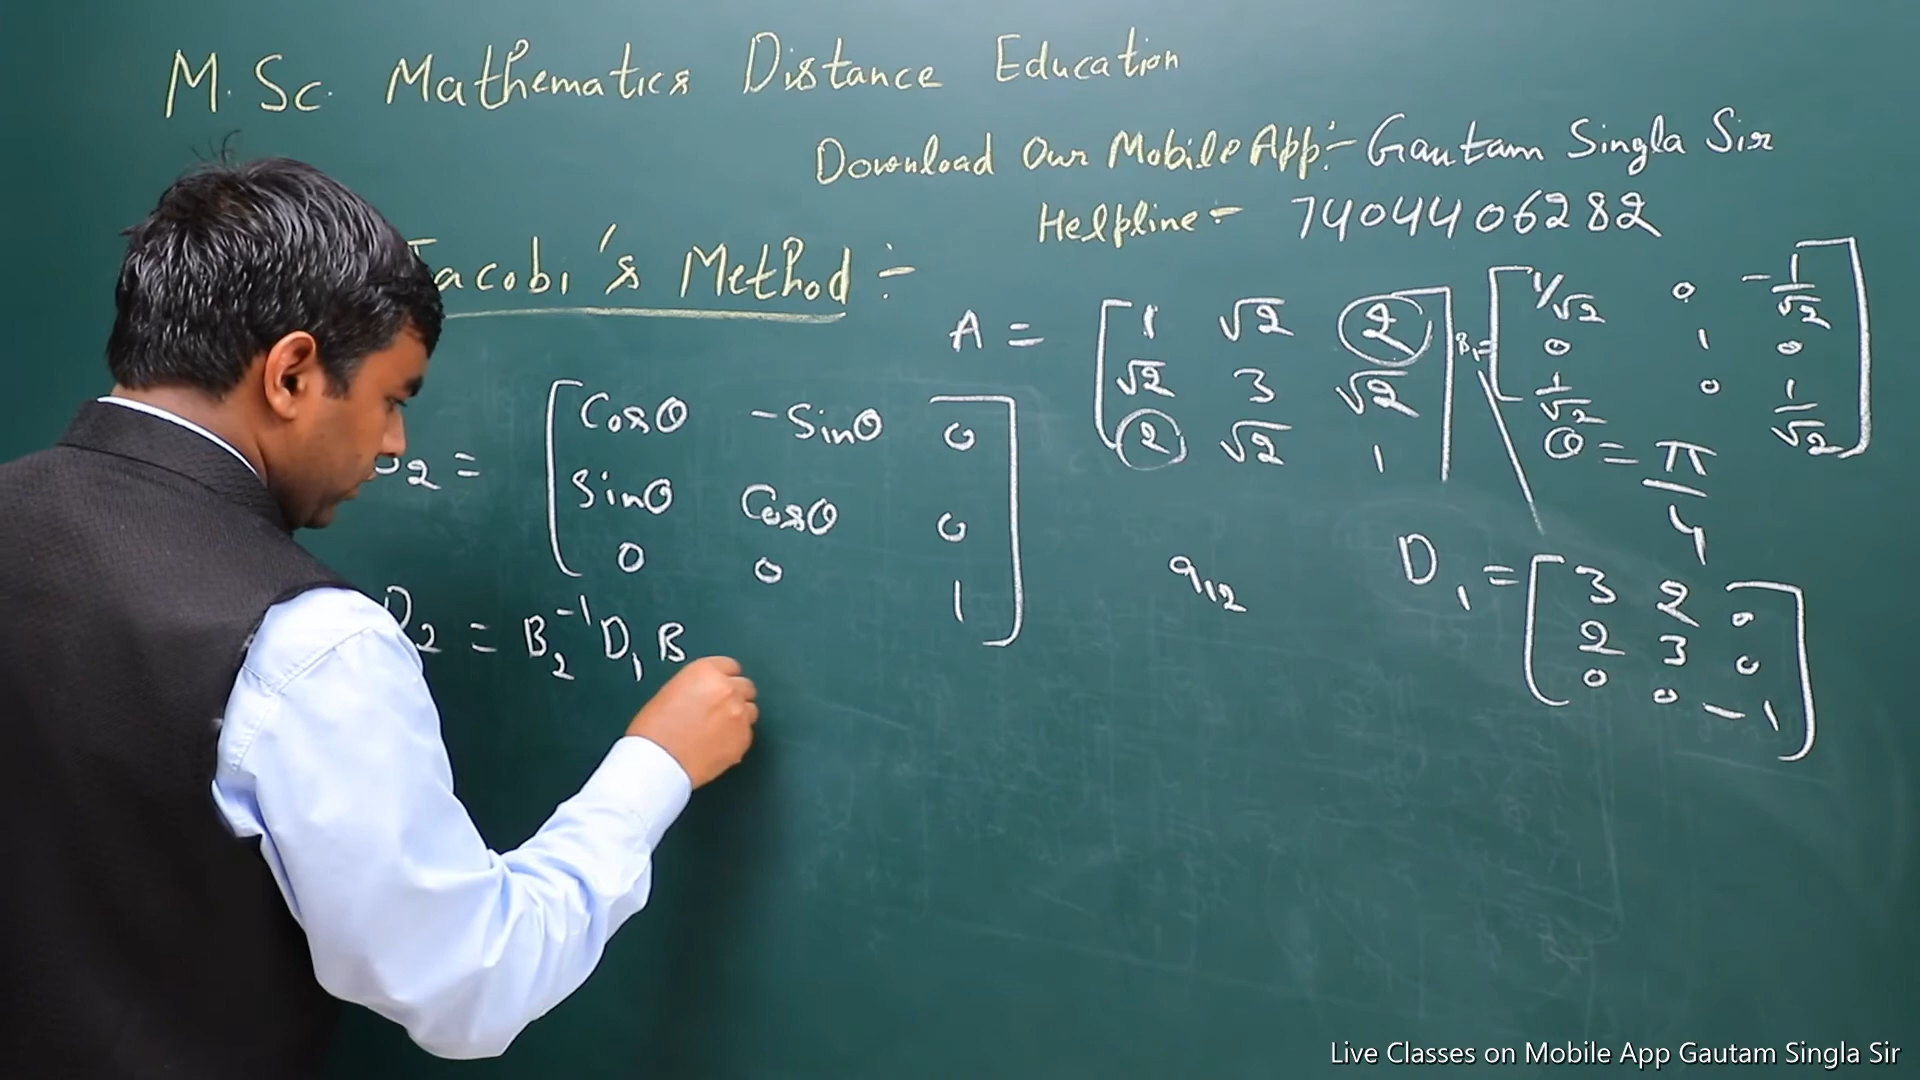 M.Sc. Mathematics Distance Education
Download Our Mobile App:- Gautam Singla Sir
Helpline:- 7404406282
Jacobi's Method :-
A = [ 1 √2 2
√2 3 √2
2 √2 1 ]
B₁ = [ 1/√2 0 -1/√2
0 1 0
1/√2 0 1/√2 ]
θ = π/4
2 = [ Cosθ -Sinθ 0
Sinθ Cosθ 0
0 0 1 ]
a₁₂
D₁ = [ 3 2 0
2 3 0
0 0 -1 ]
D₂ = B₂⁻¹ D₁ B
Live Classes on Mobile App Gautam Singla Sir